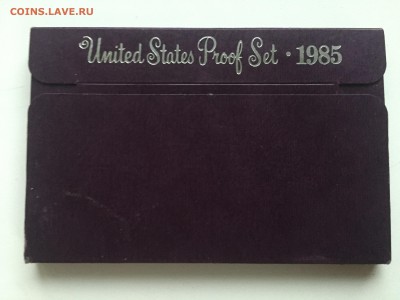 COINS.LAVE.RU
United States Proof Set · 1985